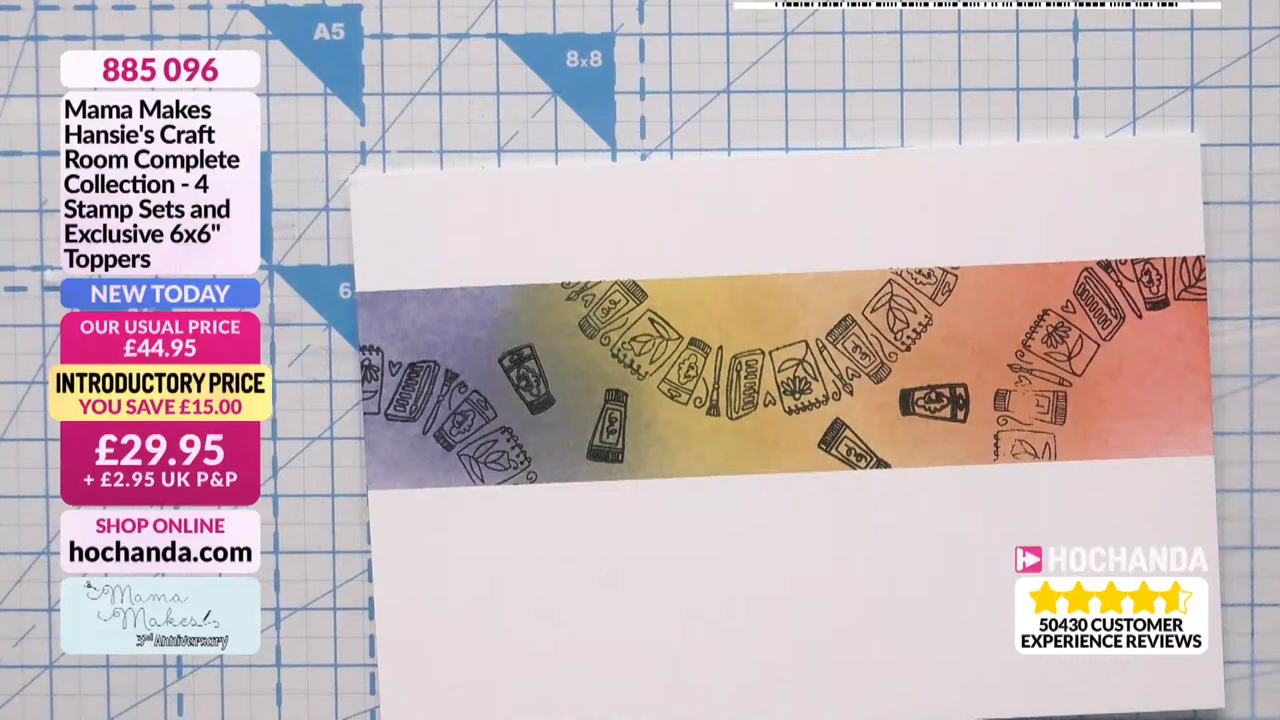 A5
8x8
6
885 096
Mama Makes
Hansie's Craft
Room Complete
Collection - 4
Stamp Sets and
Exclusive 6x6"
Toppers
NEW TODAY
OUR USUAL PRICE
£44.95
INTRODUCTORY PRICE
YOU SAVE £15.00
£29.95
+ £2.95 UK P&P
SHOP ONLINE
hochanda.com
Mama
Makes!
3rd Anniversary
HOCHANDA
50430 CUSTOMER
EXPERIENCE REVIEWS